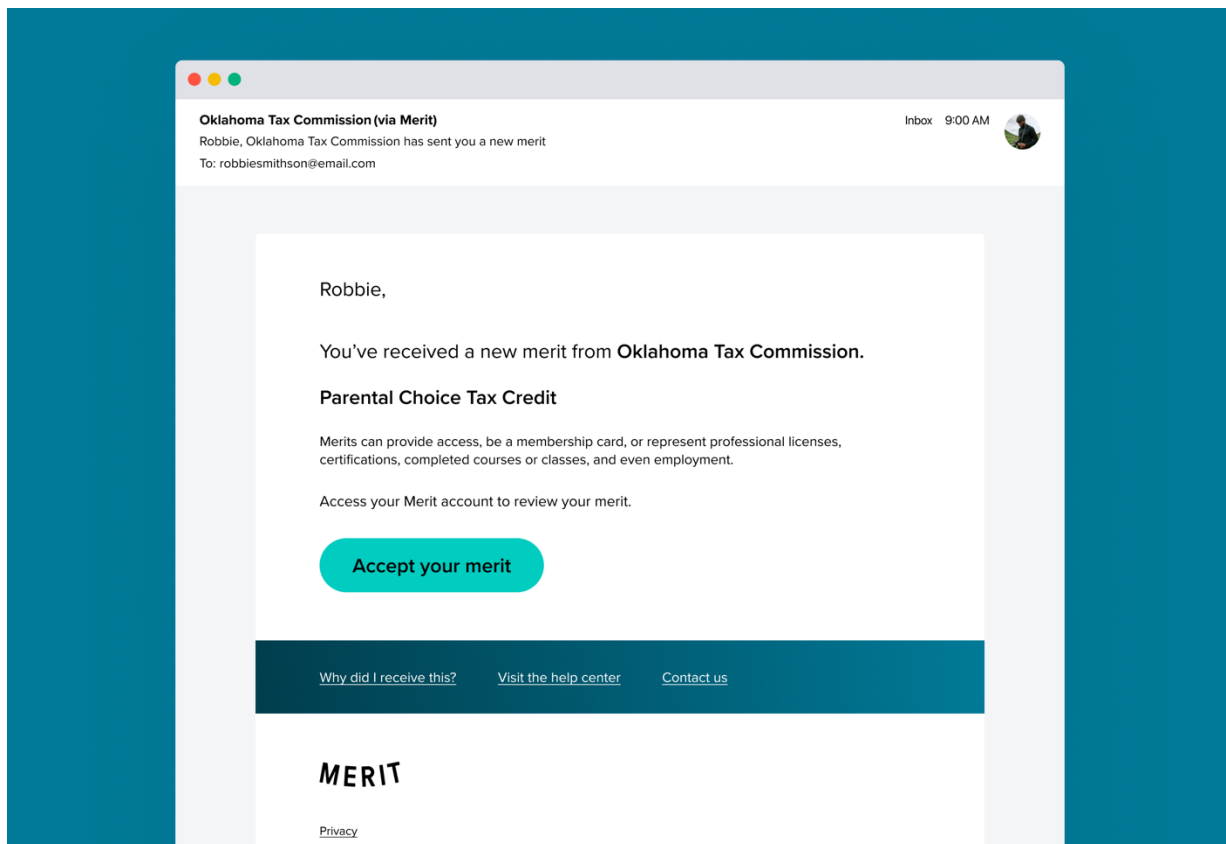 Oklahoma Tax Commission (via Merit)
Inbox 9:00 AM
Robbie, Oklahoma Tax Commission has sent you a new merit
To: robbiesmithson@email.com
Robbie,
You’ve received a new merit from Oklahoma Tax Commission.
Parental Choice Tax Credit
Merits can provide access, be a membership card, or represent professional licenses,
certifications, completed courses or classes, and even employment.
Access your Merit account to review your merit.
Accept your merit
Why did I receive this? Visit the help center Contact us
MERIT
Privacy